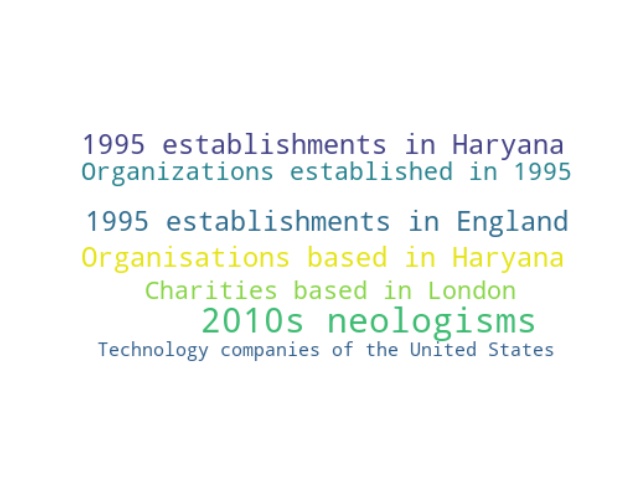 1995 establishments in Haryana
Organizations established in 1995
1995 establishments in England
Organisations based in Haryana
Charities based in London
2010s neologisms
Technology companies of the United States